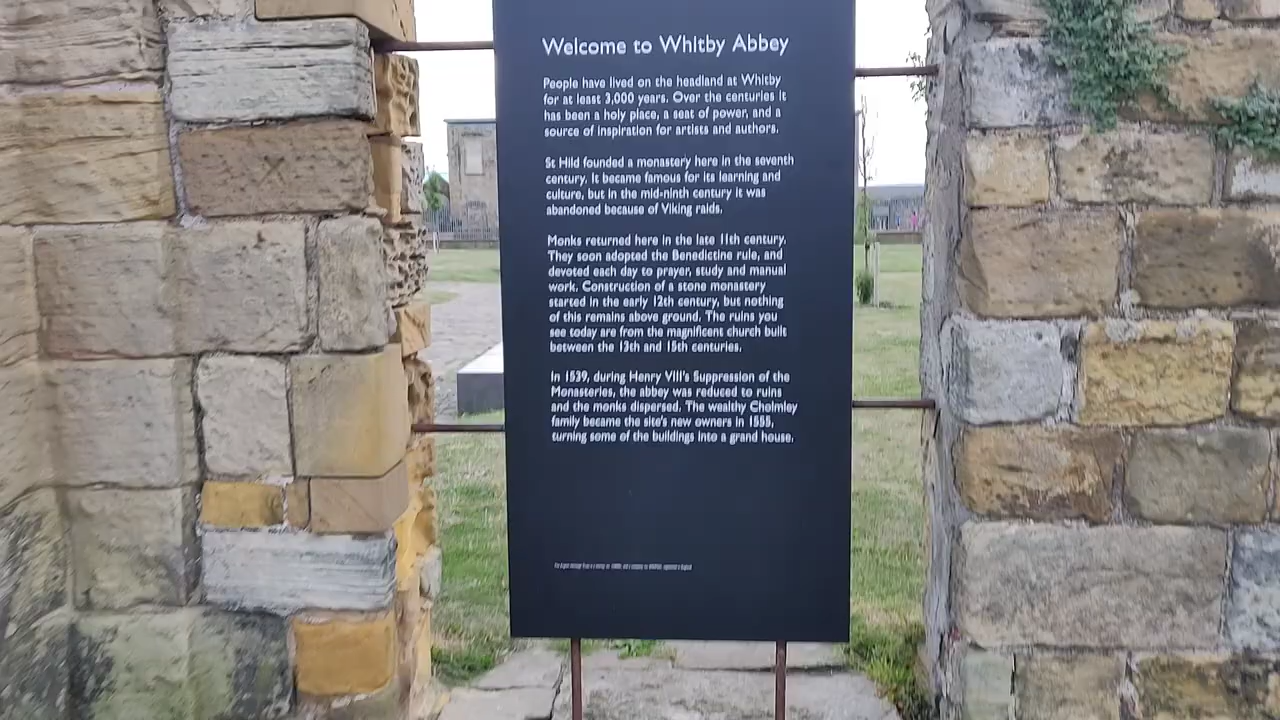 Welcome to Whitby Abbey
People have lived on the headland at Whitby
for at least 3,000 years. Over the centuries it
has been a holy place, a seat of power, and a
source of inspiration for artists and authors.
St Hild founded a monastery here in the seventh
century. It became famous for its learning and
culture, but in the mid-ninth century it was
abandoned because of Viking raids.
Monks returned here in the late 11th century.
They soon adopted the Benedictine rule, and
devoted each day to prayer, study and manual
work. Construction of a stone monastery
started in the early 12th century, but nothing
of this remains above ground. The ruins you
see today are from the magnificent church built
between the 13th and 15th centuries.
In 1539, during Henry VIII's Suppression of the
Monasteries, the abbey was reduced to ruins
and the monks dispersed. The wealthy Cholmley
family became the site's new owners in 1555,
turning some of the buildings into a grand house.